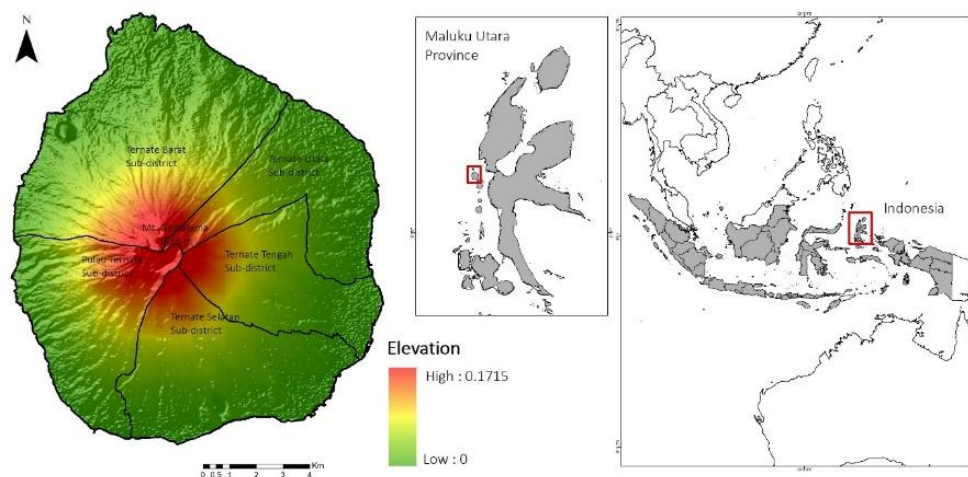 N
Ternate Barat
Sub-district
Ternate Utara
Sub-district
Pulau Ternate
Sub-district
Ternate Tengah
Sub-district
Ternate Selatan
Sub-district
0 0.5 1 2 3 4
Km
Maluku Utara
Province
Indonesia
Elevation
High : 0.1715
Low : 0